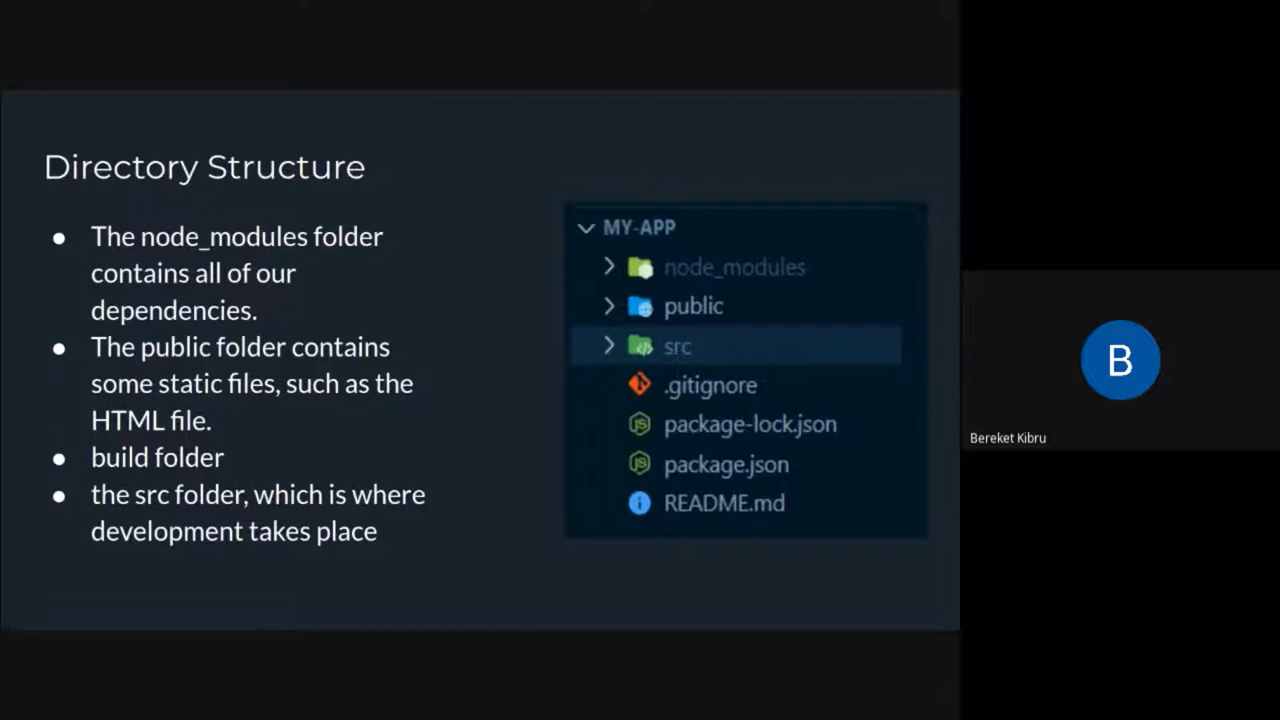 Directory Structure
● The node_modules folder
contains all of our
dependencies.
● The public folder contains
some static files, such as the
HTML file.
● build folder
● the src folder, which is where
development takes place
MY-APP
node_modules
public
src
.gitignore
package-lock.json
package.json
README.md
B
Bereket Kibru